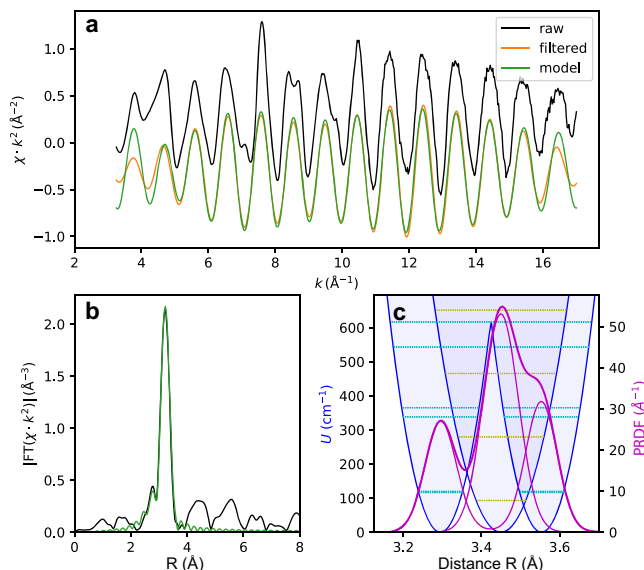 a
raw
filtered
model
1.0
0.5
0.0
−0.5
−1.0
χ · k² (Å⁻²)
2 4 6 8 10 12 14 16
k (Å⁻¹)
b
2.0
1.5
1.0
0.5
0.0
|FT(χ · k²)| (Å⁻³)
0 2 4 6 8
R (Å)
c
600
500
400
300
200
100
0
U (cm⁻¹)
50
40
30
20
10
0
PRDF (Å⁻¹)
3.2 3.4 3.6
Distance R (Å)